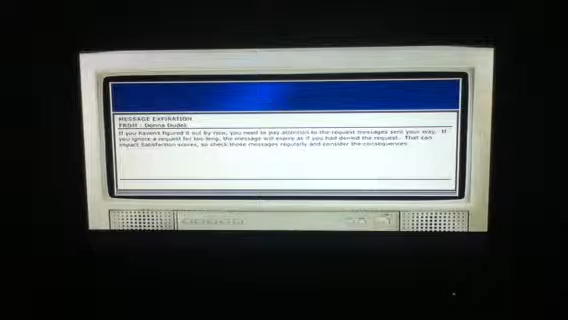 MESSAGE EXPIRATION
FROM : Donna Dudek
If you haven't figured it out by now, you need to pay attention to the request messages sent your way. If
you ignore a request for too long, the message will expire as if you had denied the request. That can
impact Satisfaction scores, so check those messages regularly and consider the consequences.